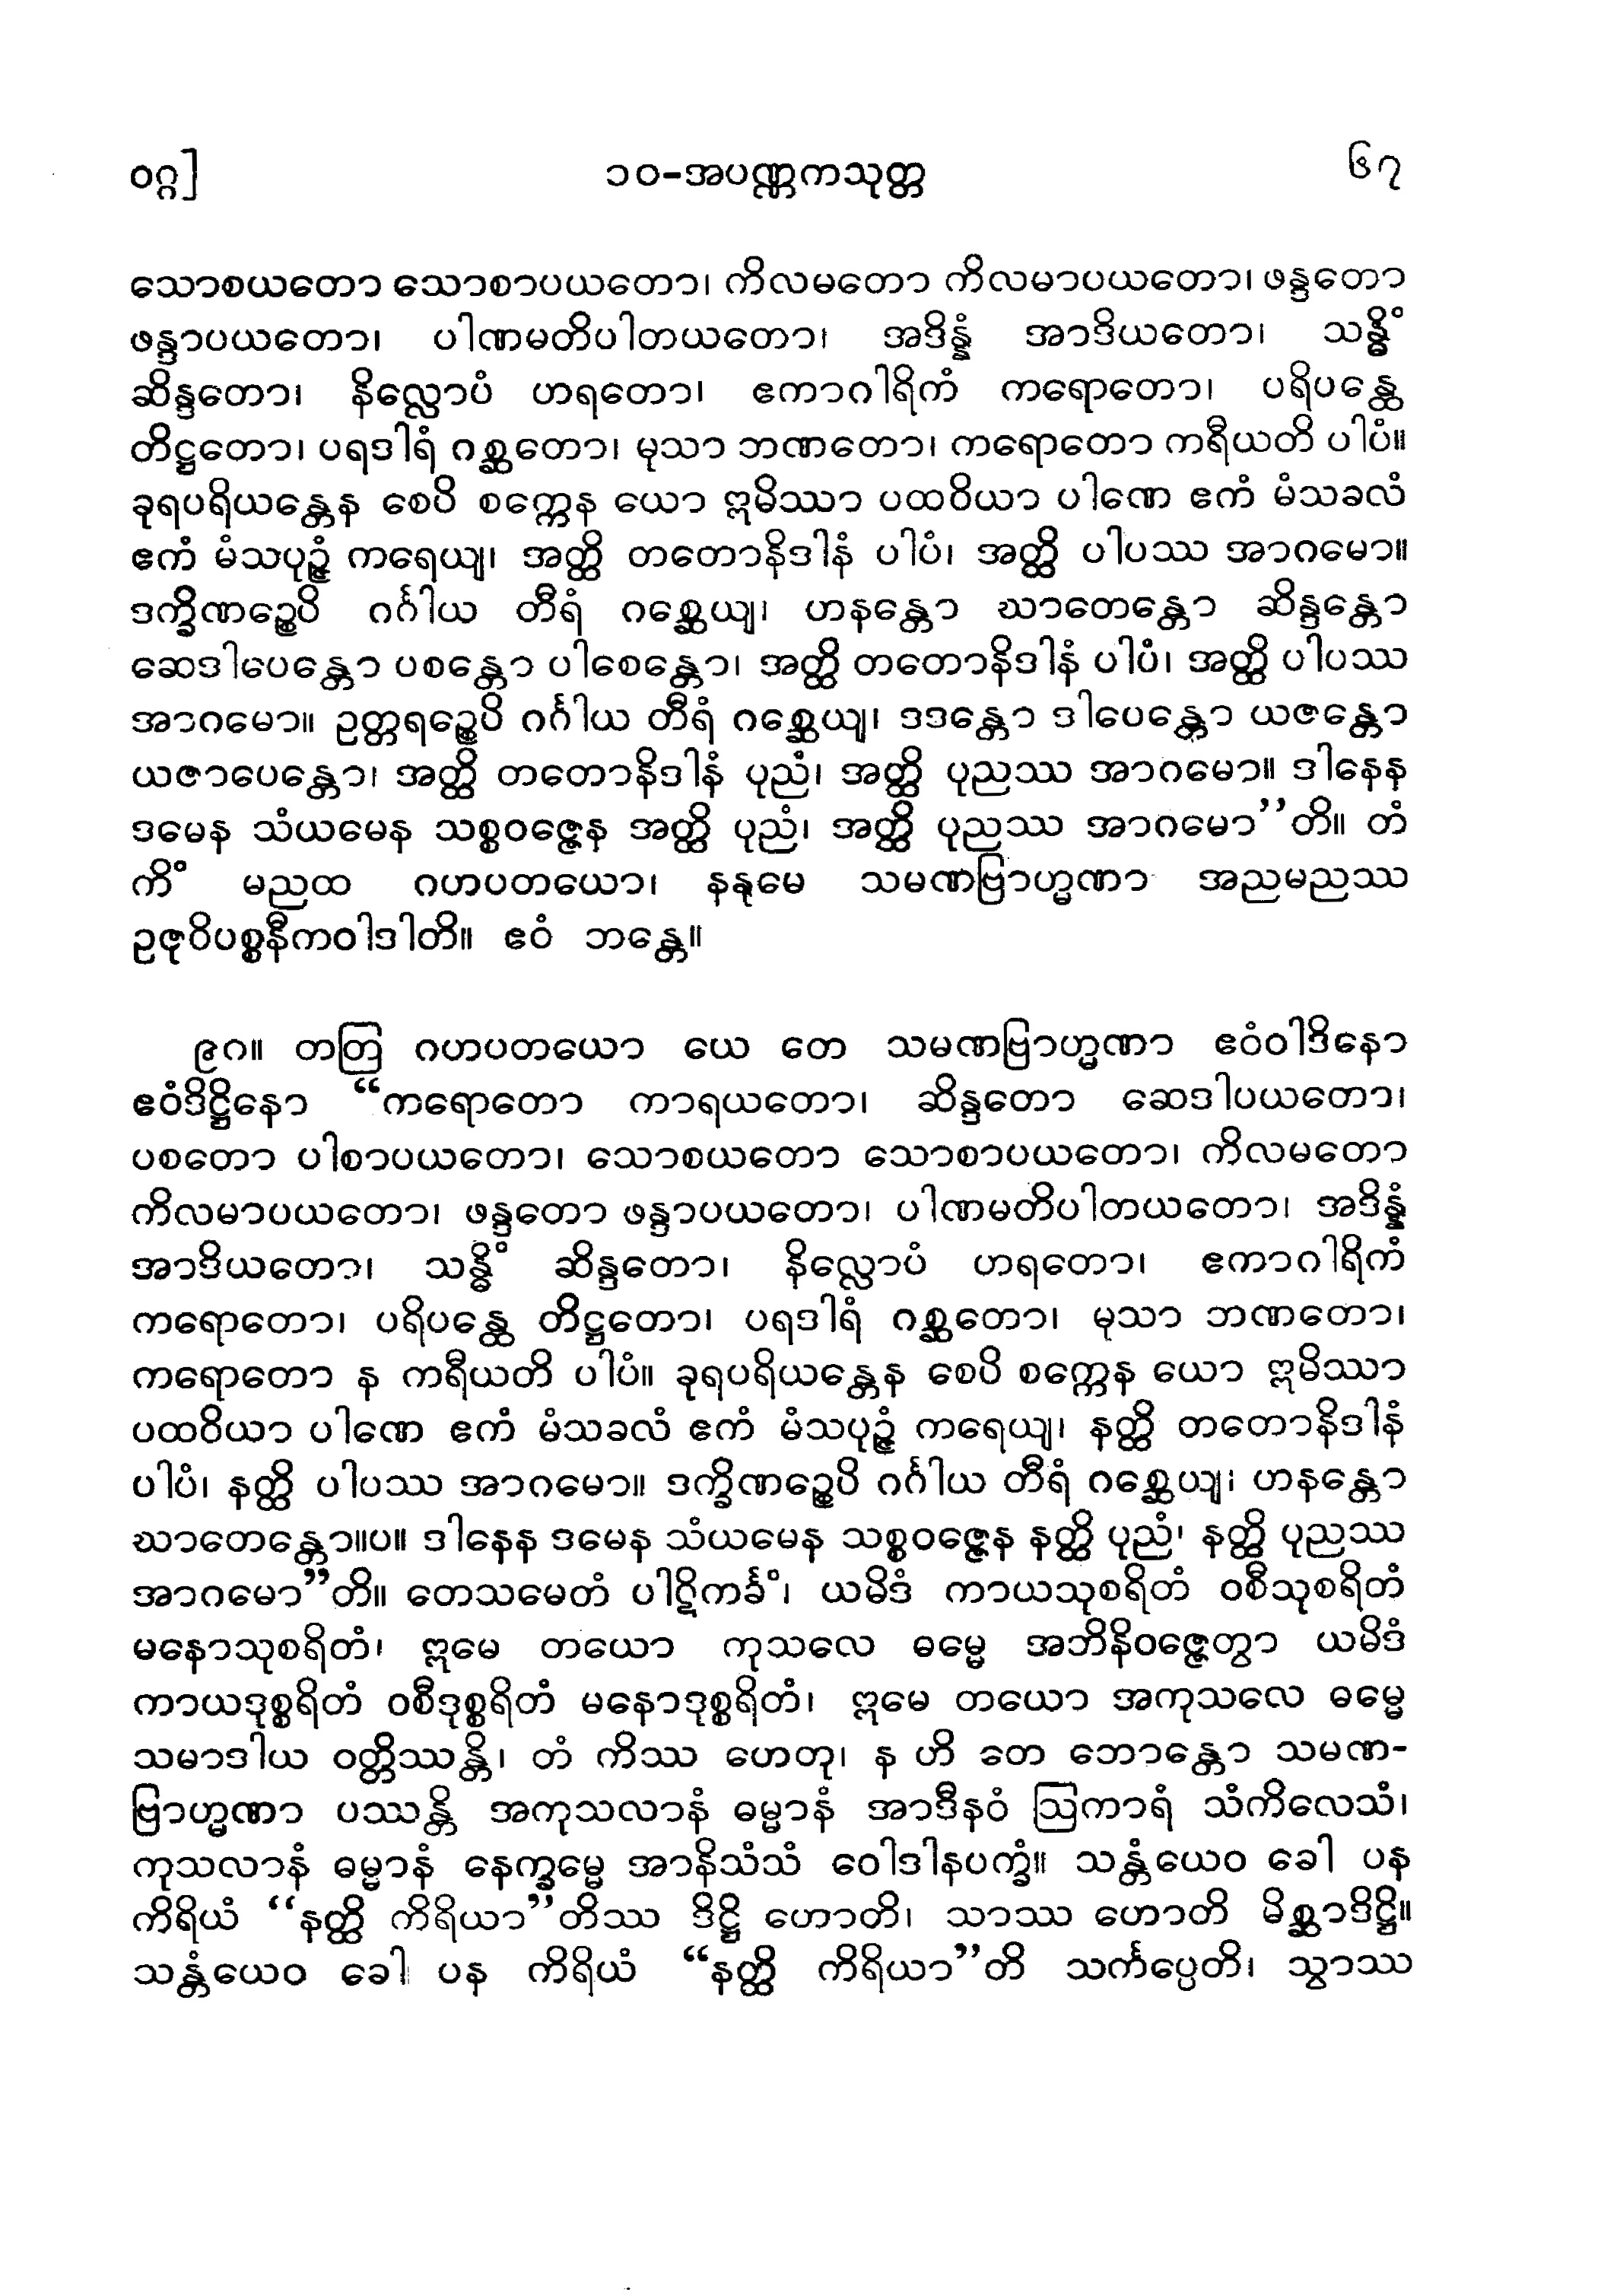 ဝဂ္ဂ]
၁၀-အပဏ္ဏကသုတ္တ
၆၇
သောစယတော သောစာပယတော၊ ကိလမတော ကိလမာပယတော၊ ဖန္ဒတော
ဖန္ဒာပယတော၊ ပါဏမတိပါတယတော၊ အဒိန္နံ အာဒိယတော၊ သန္ဓိံ
ဆိန္ဒတော၊ နိလ္လောပံ ဟရတော၊ ဧကာဂါရိကံ ကရောတော၊ ပရိပန္ထေ
တိဋ္ဌတော၊ ပရဒါရံ ဂစ္ဆတော၊ မုသာ ဘဏတော၊ ကရောတော ကရီယတိ ပါပံ။
ခုရပရိယန္တေန စေပိ စက္ကေန ယော ဣမိဿာ ပထဝိယာ ပါဏေ ဧကံ မံသခလံ
ဧကံ မံသပုဉ္ဇံ ကရေယျ၊ အတ္ထိ တတောနိဒါနံ ပါပံ၊ အတ္ထိ ပါပဿ အာဂမော။
ဒက္ခိဏဉ္စေပိ ဂင်္ဂါယ တီရံ ဂစ္ဆေယျ၊ ဟနန္တော ဃာတေန္တော ဆိန္ဒန္တော
ဆေဒါပေန္တော ပစန္တော ပါစေန္တော၊ အတ္ထိ တတောနိဒါနံ ပါပံ၊ အတ္ထိ ပါပဿ
အာဂမော။ ဥတ္တရဉ္စေပိ ဂင်္ဂါယ တီရံ ဂစ္ဆေယျ၊ ဒဒန္တော ဒါပေန္တော ယဇန္တော
ယဇာပေန္တော၊ အတ္ထိ တတောနိဒါနံ ပုညံ၊ အတ္ထိ ပုညဿ အာဂမော။ ဒါနေန
ဒမေန သံယမေန သစ္စဝဇ္ဇေန အတ္ထိ ပုညံ၊ အတ္ထိ ပုညဿ အာဂမော’’တိ။ တံ
ကိံ မညထ ဂဟပတယော၊ နနုမေ သမဏဗြာဟ္မဏာ အညမညဿ
ဥဇုဝိပစ္စနီကဝါဒါတိ။ ဧဝံ ဘန္တေ။
၉၈။ တတြ ဂဟပတယော ယေ တေ သမဏဗြာဟ္မဏာ ဧဝံဝါဒိနော
ဧဝံဒိဋ္ဌိနော “ကရောတော ကာရယတော၊ ဆိန္ဒတော ဆေဒါပယတော၊
ပစတော ပါစာပယတော၊ သောစယတော သောစာပယတော၊ ကိလမတော
ကိလမာပယတော၊ ဖန္ဒတော ဖန္ဒာပယတော၊ ပါဏမတိပါတယတော၊ အဒိန္နံ
အာဒိယတော၊ သန္ဓိံ ဆိန္ဒတော၊ နိလ္လောပံ ဟရတော၊ ဧကာဂါရိကံ
ကရောတော၊ ပရိပန္ထေ တိဋ္ဌတော၊ ပရဒါရံ ဂစ္ဆတော၊ မုသာ ဘဏတော၊
ကရောတော န ကရီယတိ ပါပံ။ ခုရပရိယန္တေန စေပိ စက္ကေန ယော ဣမိဿာ
ပထဝိယာ ပါဏေ ဧကံ မံသခလံ ဧကံ မံသပုဉ္ဇံ ကရေယျ၊ နတ္ထိ တတောနိဒါနံ
ပါပံ၊ နတ္ထိ ပါပဿ အာဂမော။ ဒက္ခိဏဉ္စေပိ ဂင်္ဂါယ တီရံ ဂစ္ဆေယျ၊ ဟနန္တော
ဃာတေန္တော။ပ။ ဒါနေန ဒမေန သံယမေန သစ္စဝဇ္ဇေန နတ္ထိ ပုညံ၊ နတ္ထိ ပုညဿ
အာဂမော”တိ။ တေသမေတံ ပါဋိကင်္ခံ၊ ယမိဒံ ကာယသုစရိတံ ဝစီသုစရိတံ
မနောသုစရိတံ၊ ဣမေ တယော ကုသလေ ဓမ္မေ အဘိနိဝဇ္ဇေတွာ ယမိဒံ
ကာယဒုစ္စရိတံ ဝစီဒုစ္စရိတံ မနောဒုစ္စရိတံ၊ ဣမေ တယော အကုသလေ ဓမ္မေ
သမာဒါယ ဝတ္တိဿန္တိ၊ တံ ကိဿ ဟေတု၊ န ဟိ တေ ဘောန္တော သမဏ-
ဗြာဟ္မဏာ ပဿန္တိ အကုသလာနံ ဓမ္မာနံ အာဒီနဝံ ဩကာရံ သံကိလေသံ၊
ကုသလာနံ ဓမ္မာနံ နေက္ခမ္မေ အာနိသံသံ ဝေါဒါနပက္ခံ။ သန္တံယေဝ ခေါ ပန
ကိရိယံ “နတ္ထိ ကိရိယာ”တိဿ ဒိဋ္ဌိ ဟောတိ၊ သာဿ ဟောတိ မိစ္ဆာဒိဋ္ဌိ။
သန္တံယေဝ ခေါ ပန ကိရိယံ “နတ္ထိ ကိရိယာ”တိ သင်္ကပ္ပေတိ၊ သွာဿ